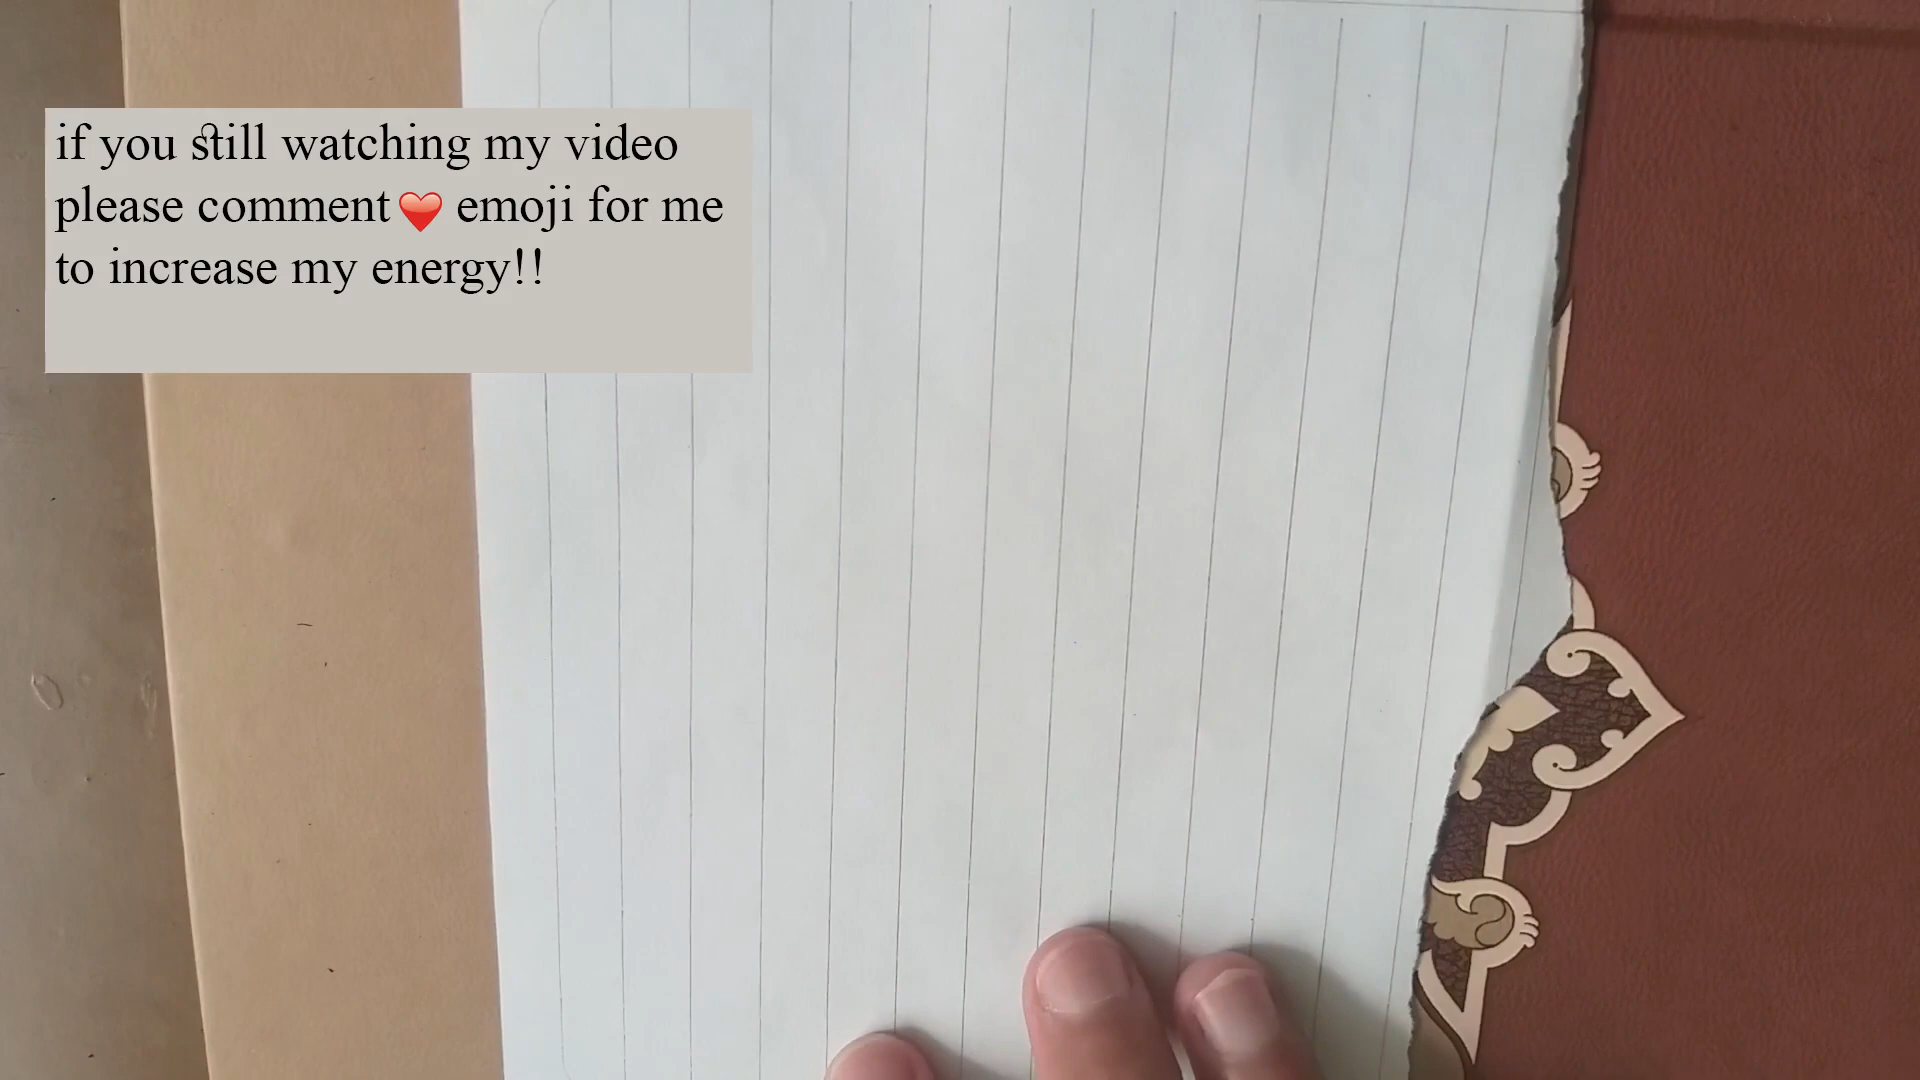 if you still watching my video
please comment❤️ emoji for me
to increase my energy!!